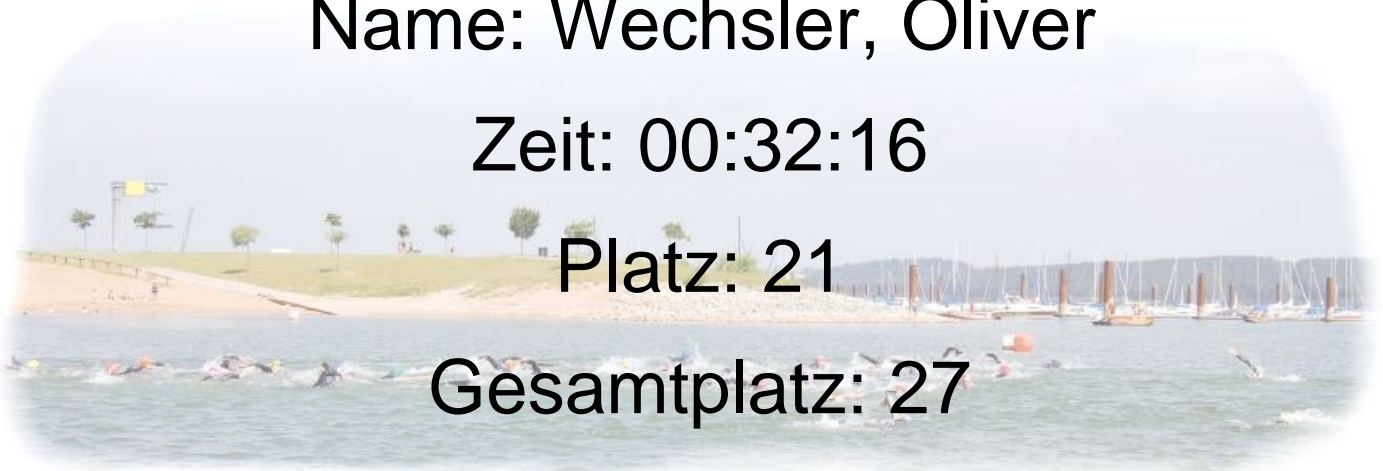 Name: Wechsler, Oliver
Zeit: 00:32:16
Platz: 21
Gesamtplatz: 27